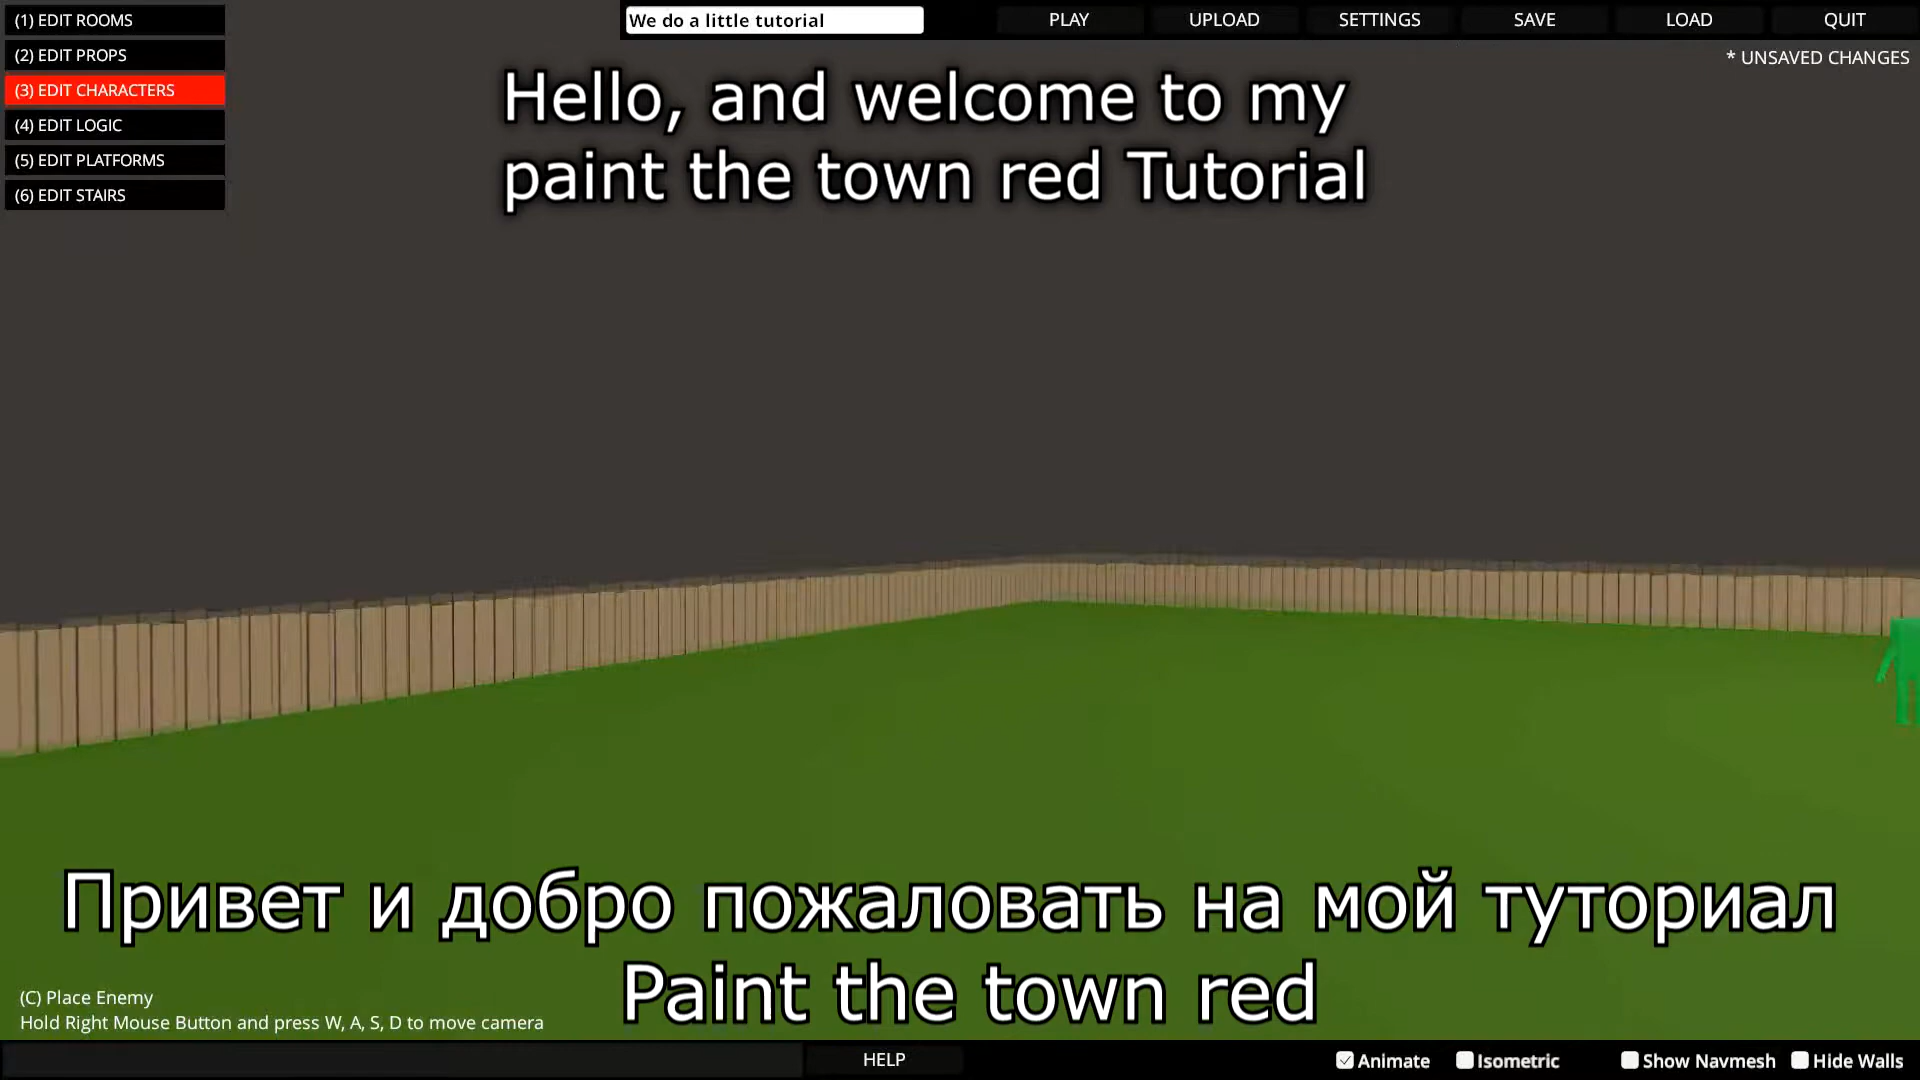 (1) EDIT ROOMS
(2) EDIT PROPS
(3) EDIT CHARACTERS
(4) EDIT LOGIC
(5) EDIT PLATFORMS
(6) EDIT STAIRS
We do a little tutorial
PLAY
UPLOAD
SETTINGS
SAVE
LOAD
QUIT
* UNSAVED CHANGES
Hello, and welcome to my
paint the town red Tutorial
Привет и добро пожаловать на мой туториал
Paint the town red
(C) Place Enemy
Hold Right Mouse Button and press W, A, S, D to move camera
HELP
Animate
Isometric
Show Navmesh
Hide Walls